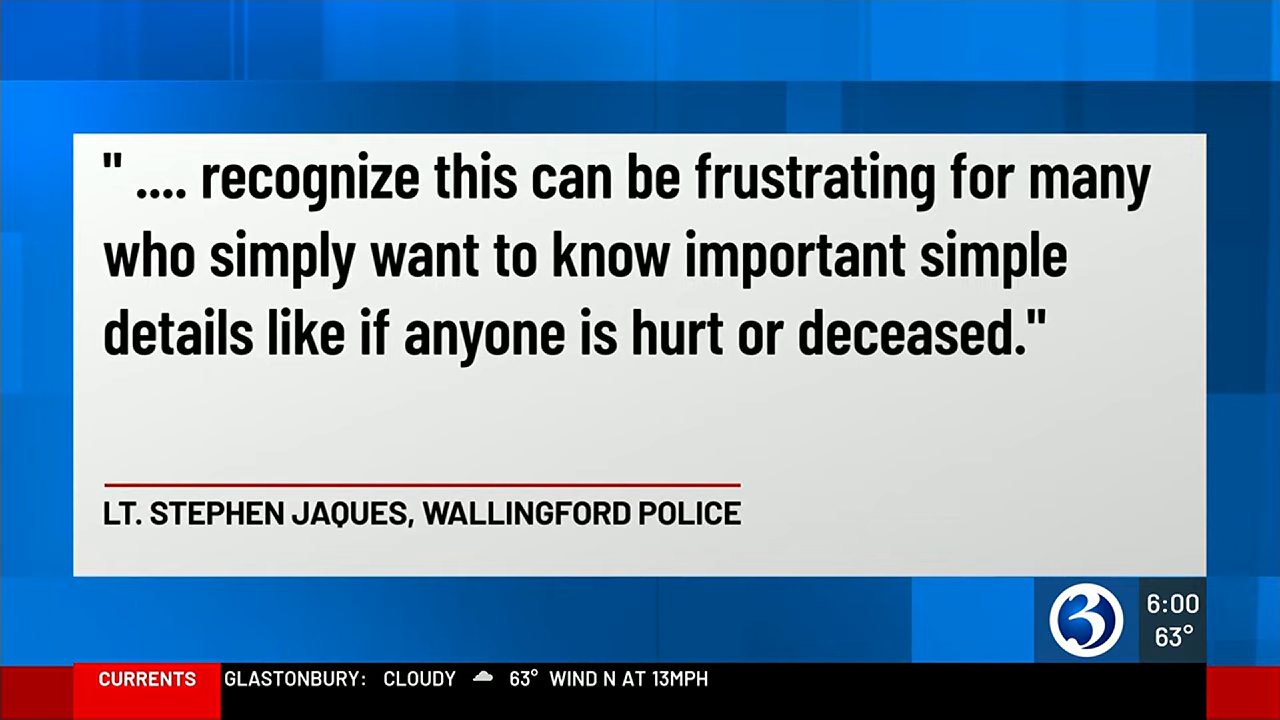 " .... recognize this can be frustrating for many
who simply want to know important simple
details like if anyone is hurt or deceased."
LT. STEPHEN JAQUES, WALLINGFORD POLICE
3
6:00
63°
CURRENTS
GLASTONBURY: CLOUDY 63° WIND N AT 13MPH